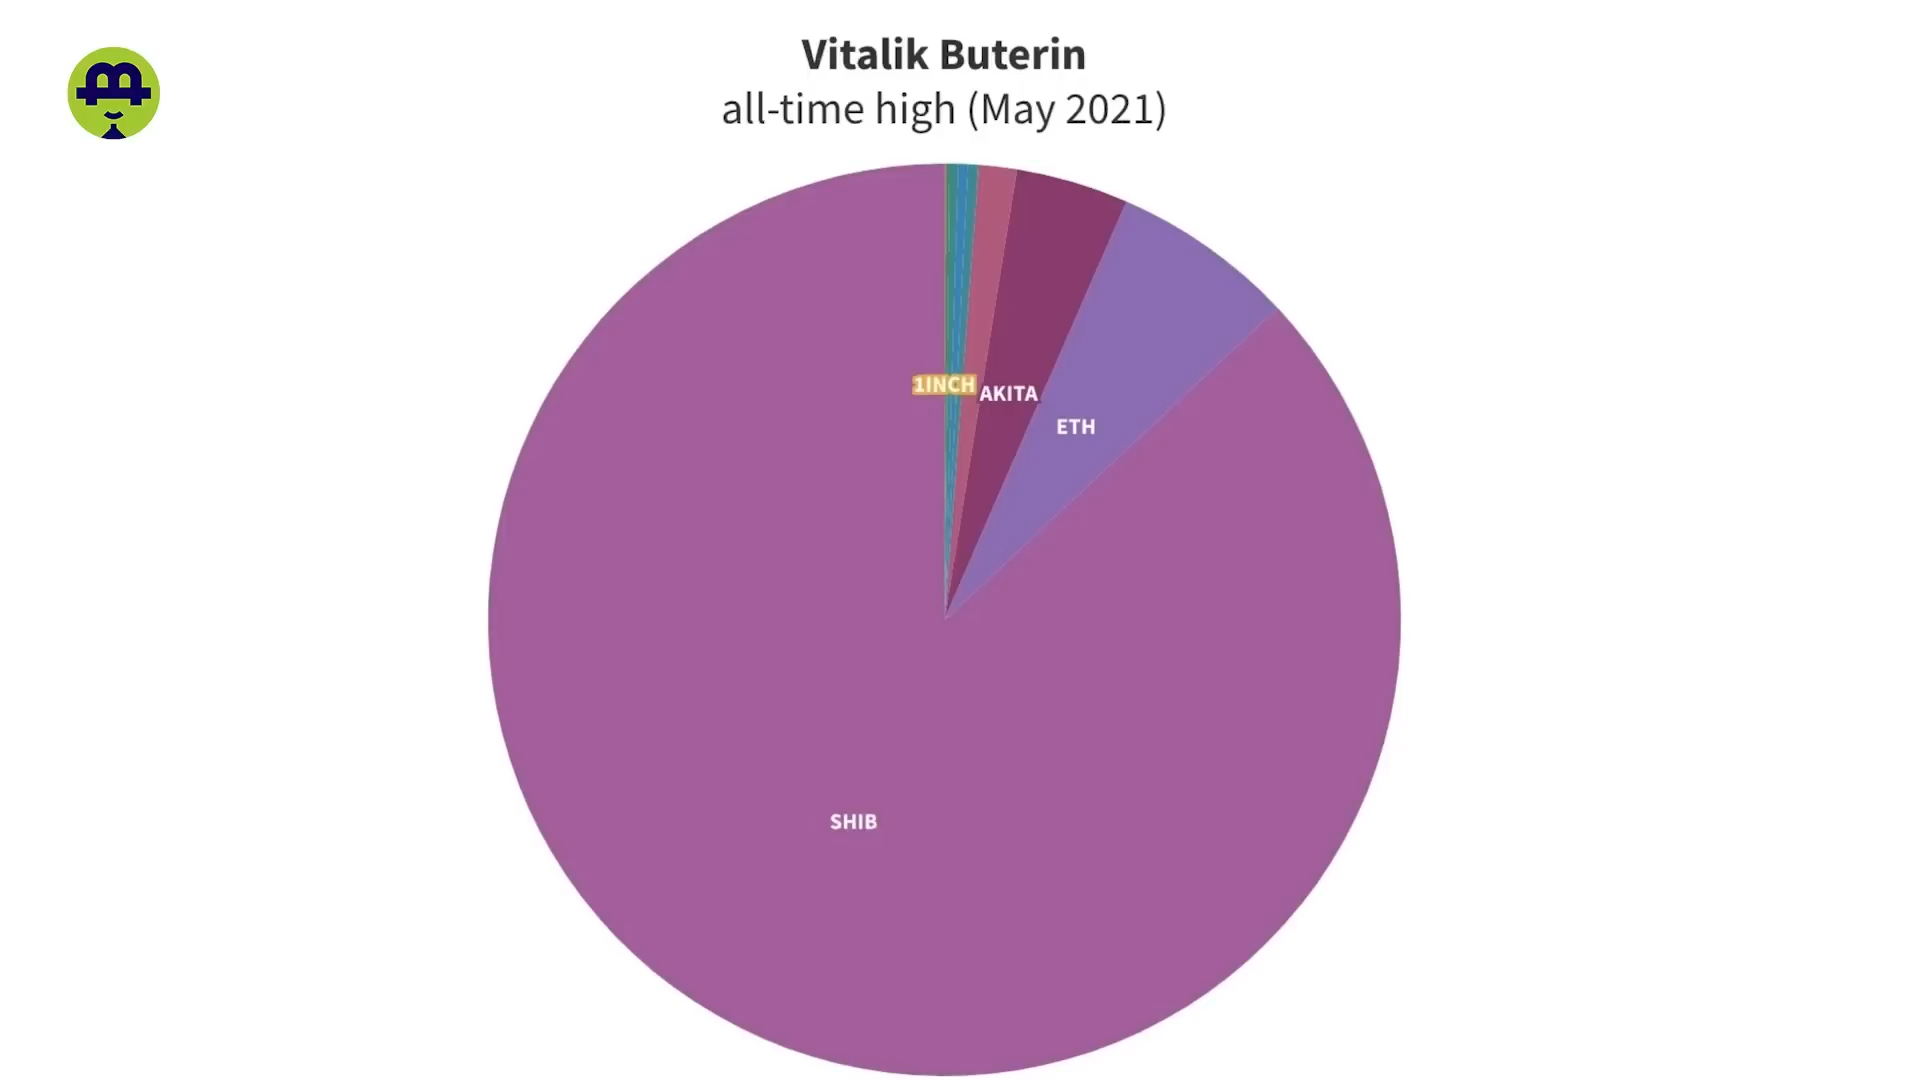 Vitalik Buterin
all-time high (May 2021)
1INCH
AKITA
ETH
SHIB